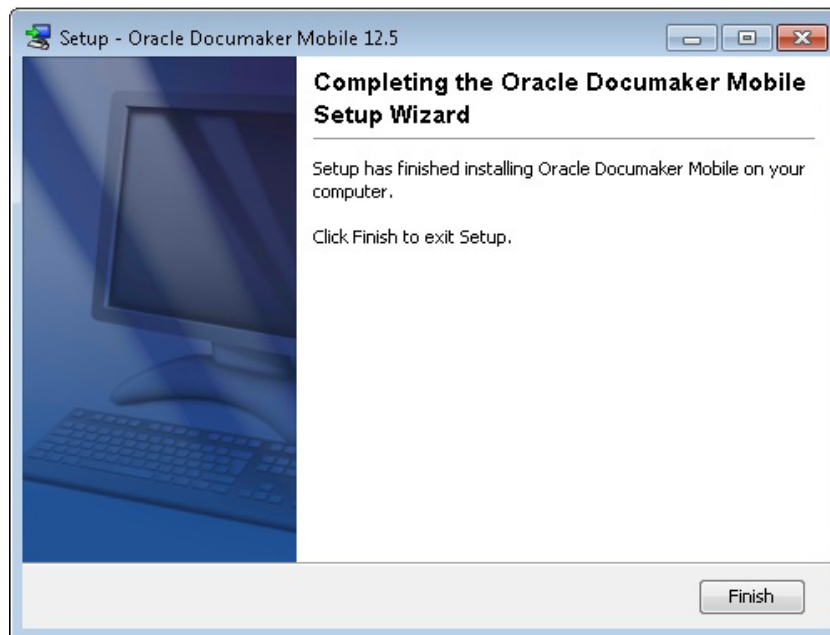 Setup - Oracle Documaker Mobile 12.5
Completing the Oracle Documaker Mobile
Setup Wizard
Setup has finished installing Oracle Documaker Mobile on your
computer.
Click Finish to exit Setup.
Finish